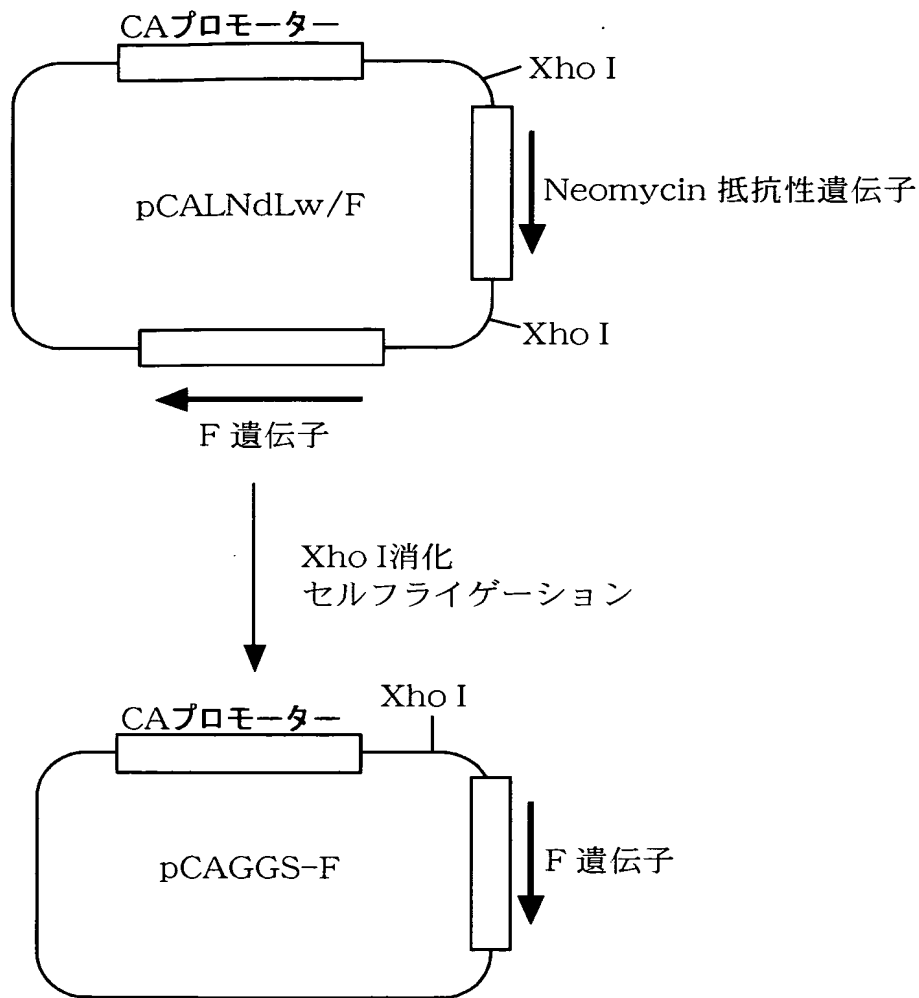 CAプロモーター
Xho I
pCALNdLw/F
Neomycin 抵抗性遺伝子
Xho I
F 遺伝子
Xho I消化
セルフライゲーション
CAプロモーター
Xho I
pCAGGS-F
F 遺伝子